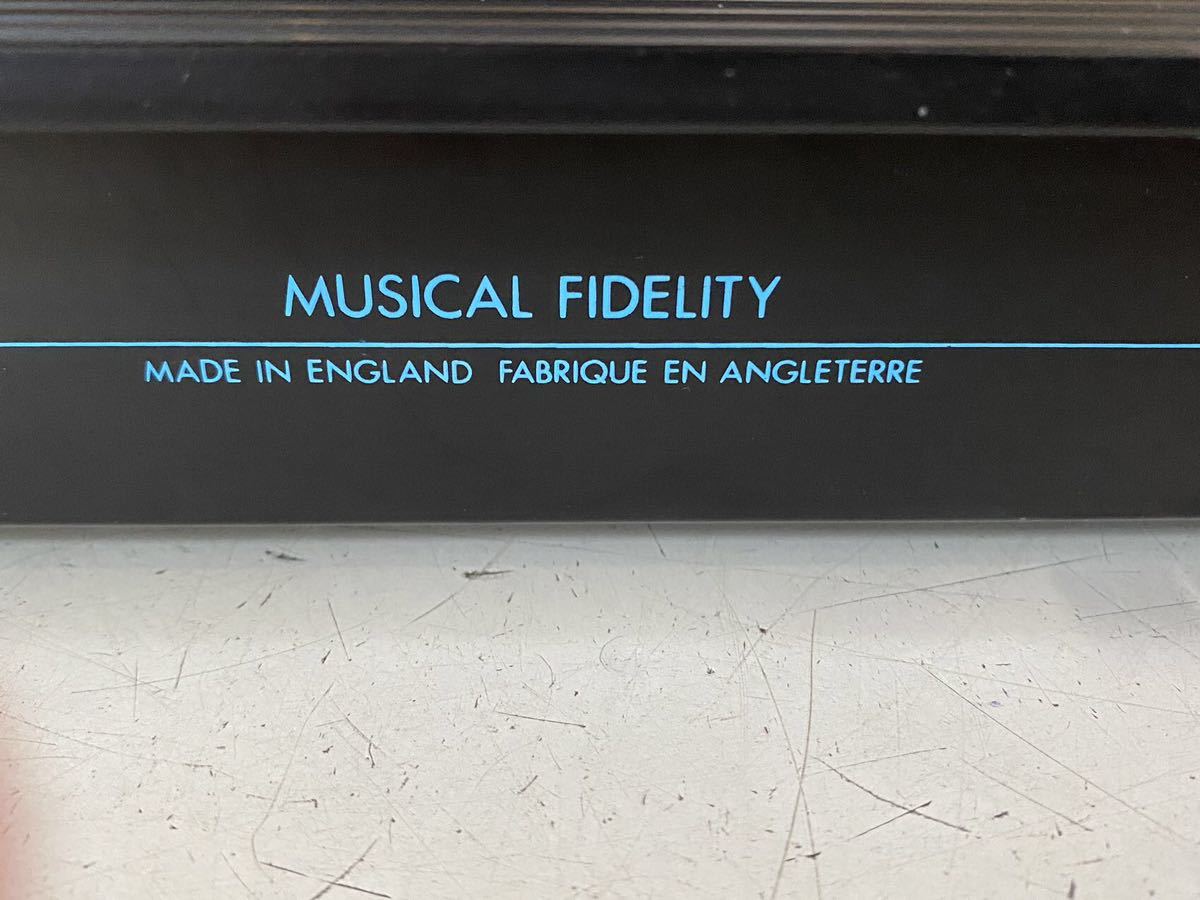 MUSICAL FIDELITY
MADE IN ENGLAND FABRIQUE EN ANGLETERRE